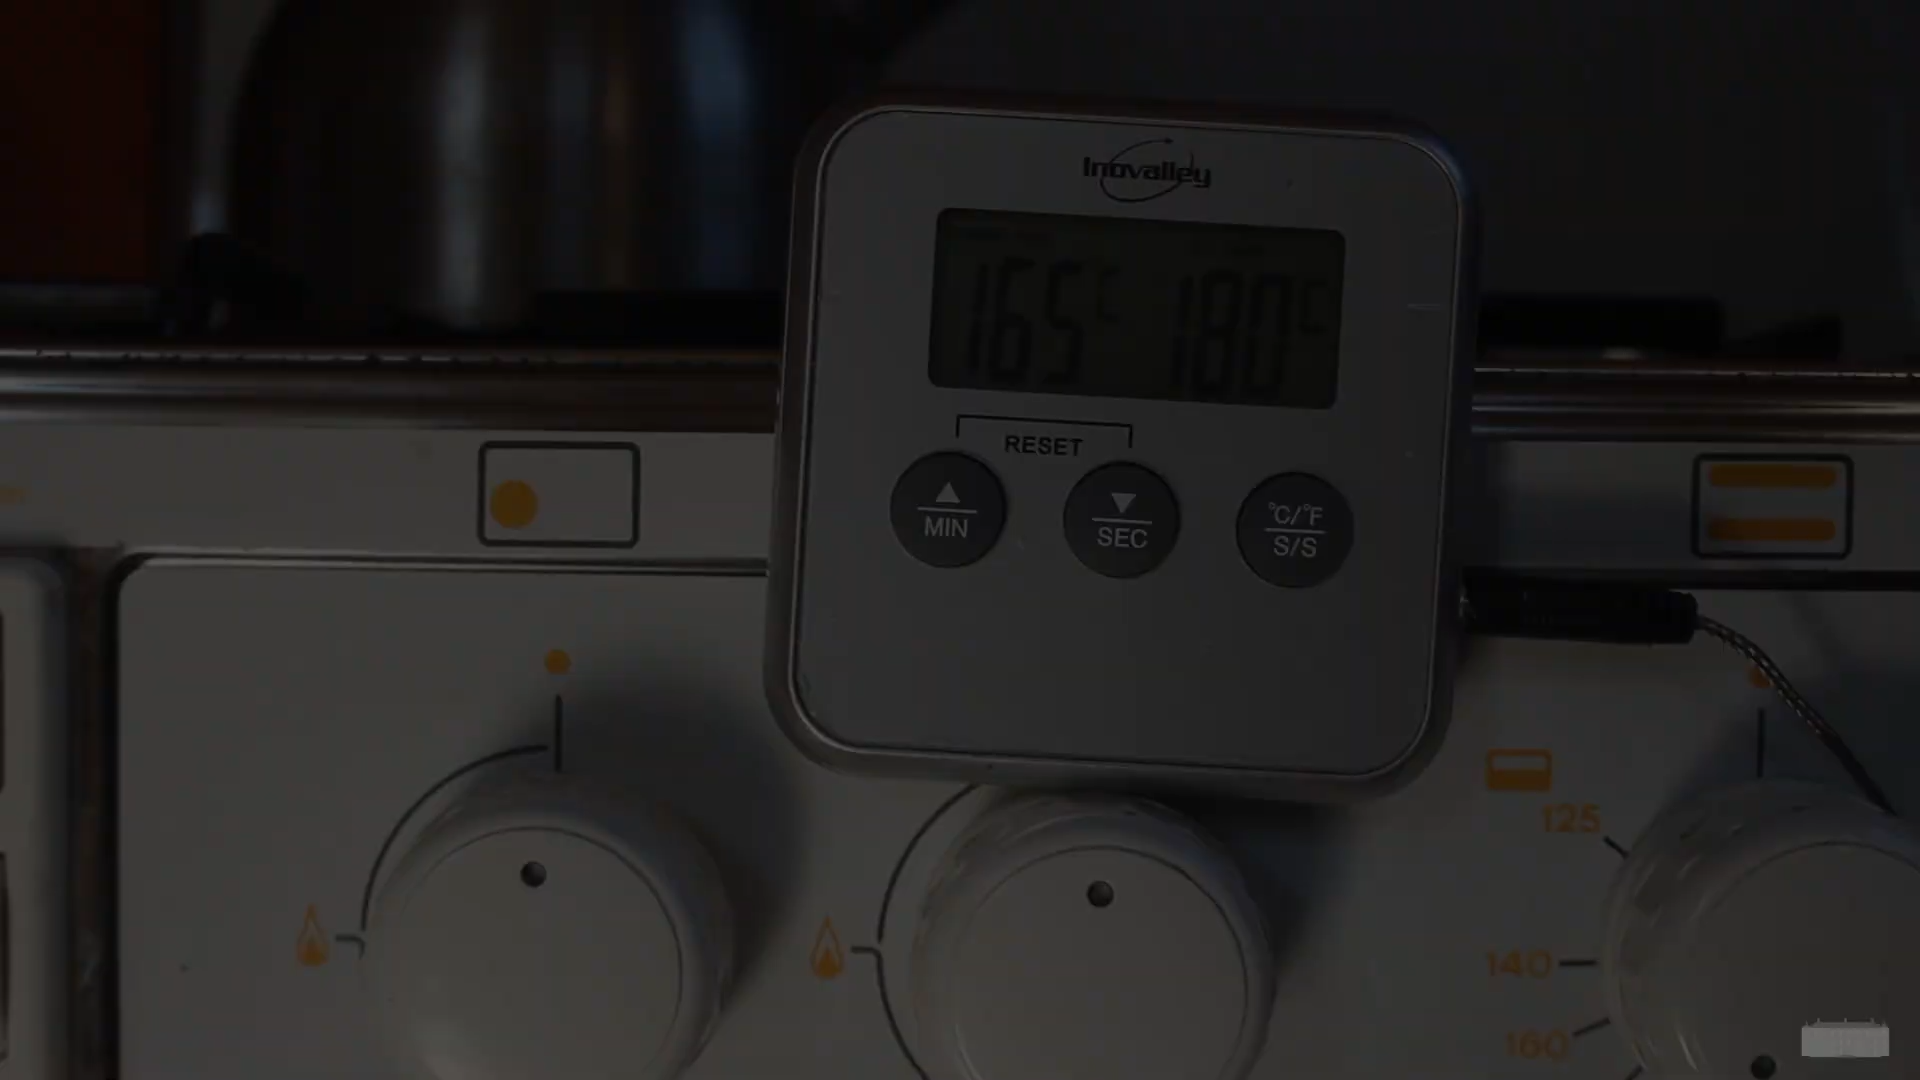 Inovalley
165°C 180°C
RESET
MIN
SEC
°C/°F
S/S
125
140
160